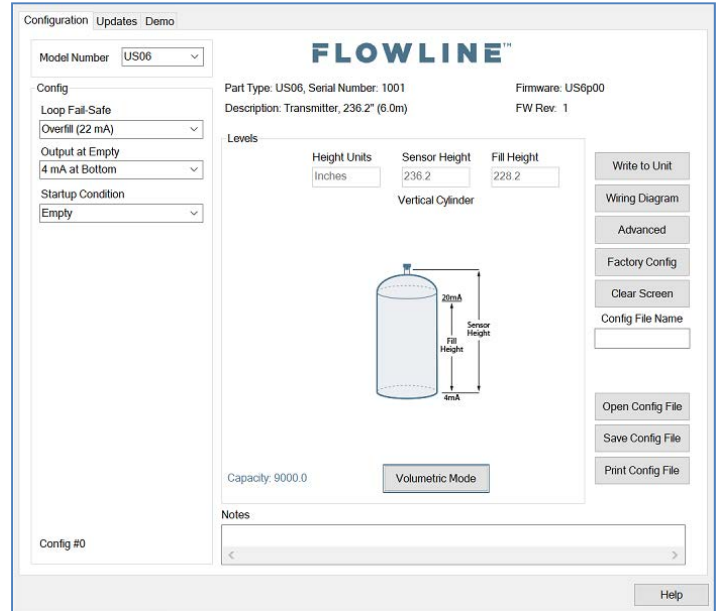 Configuration Updates Demo
Model Number US06
FLOWLINE™
Config
Loop Fail-Safe
Overfill (22 mA)
Output at Empty
4 mA at Bottom
Startup Condition
Empty
Config #0
Part Type: US06, Serial Number: 1001 Firmware: US6p00
Description: Transmitter, 236.2" (6.0m) FW Rev: 1
Levels
Height Units Sensor Height Fill Height
Inches 236.2 228.2
Vertical Cylinder
20mA
Sensor
Height
Fill
Height
4mA
Capacity: 9000.0 Volumetric Mode
Notes
Write to Unit
Wiring Diagram
Advanced
Factory Config
Clear Screen
Config File Name
Open Config File
Save Config File
Print Config File
Help